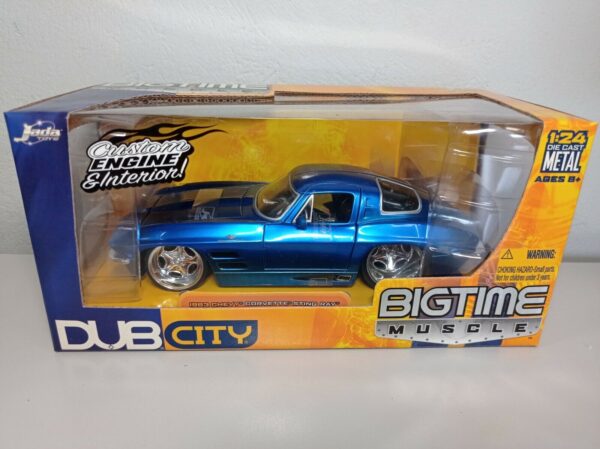 BIGTIME
Jada
TOYS
Custom
ENGINE
& Interior!
1:24
DIE CAST
METAL
AGES 8+
WARNING:
CHOKING HAZARD-Small parts.
Not for children under 3 years.
1963 CHEVY CORVETTE STING RAY
BIGTIME
MUSCLE
DUB CITY